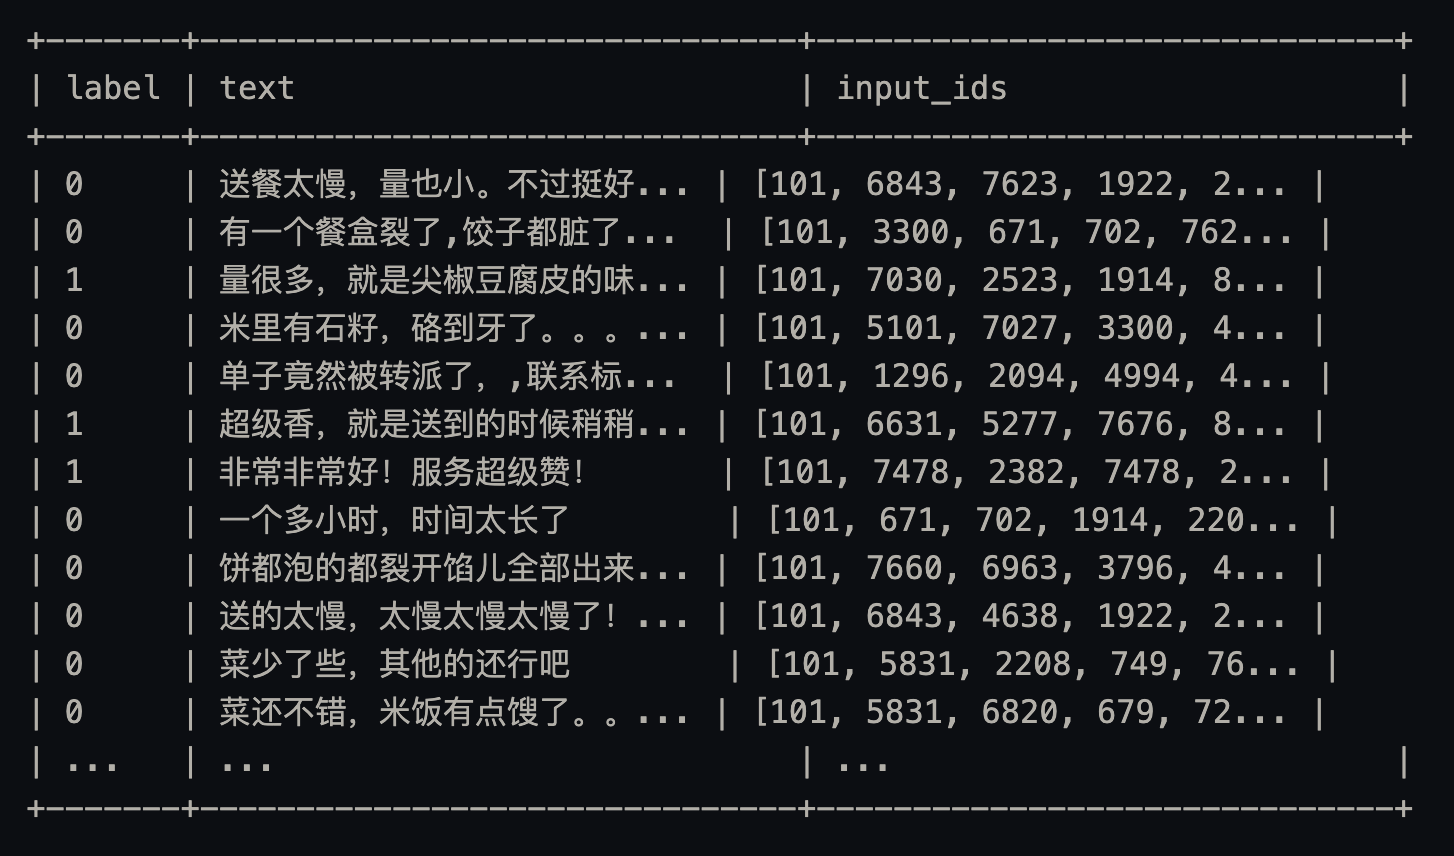 +-------+-------------------------------+-------------------------------+
| label | text | input_ids |
+-------+-------------------------------+-------------------------------+
| 0 | 送餐太慢，量也小。不过挺好... | [101, 6843, 7623, 1922, 2... |
| 0 | 有一个餐盒裂了,饺子都脏了... | [101, 3300, 671, 702, 762... |
| 1 | 量很多，就是尖椒豆腐皮的味... | [101, 7030, 2523, 1914, 8... |
| 0 | 米里有石籽，硌到牙了。。。... | [101, 5101, 7027, 3300, 4... |
| 0 | 单子竟然被转派了，,联系标... | [101, 1296, 2094, 4994, 4... |
| 1 | 超级香，就是送到的时候稍稍... | [101, 6631, 5277, 7676, 8... |
| 1 | 非常非常好！服务超级赞！ | [101, 7478, 2382, 7478, 2... |
| 0 | 一个多小时，时间太长了 | [101, 671, 702, 1914, 220... |
| 0 | 饼都泡的都裂开馅儿全部出来... | [101, 7660, 6963, 3796, 4... |
| 0 | 送的太慢，太慢太慢太慢了！... | [101, 6843, 4638, 1922, 2... |
| 0 | 菜少了些，其他的还行吧 | [101, 5831, 2208, 749, 76... |
| 0 | 菜还不错，米饭有点馊了。。... | [101, 5831, 6820, 679, 72... |
| ... | ... | ... |
+-------+-------------------------------+-------------------------------+